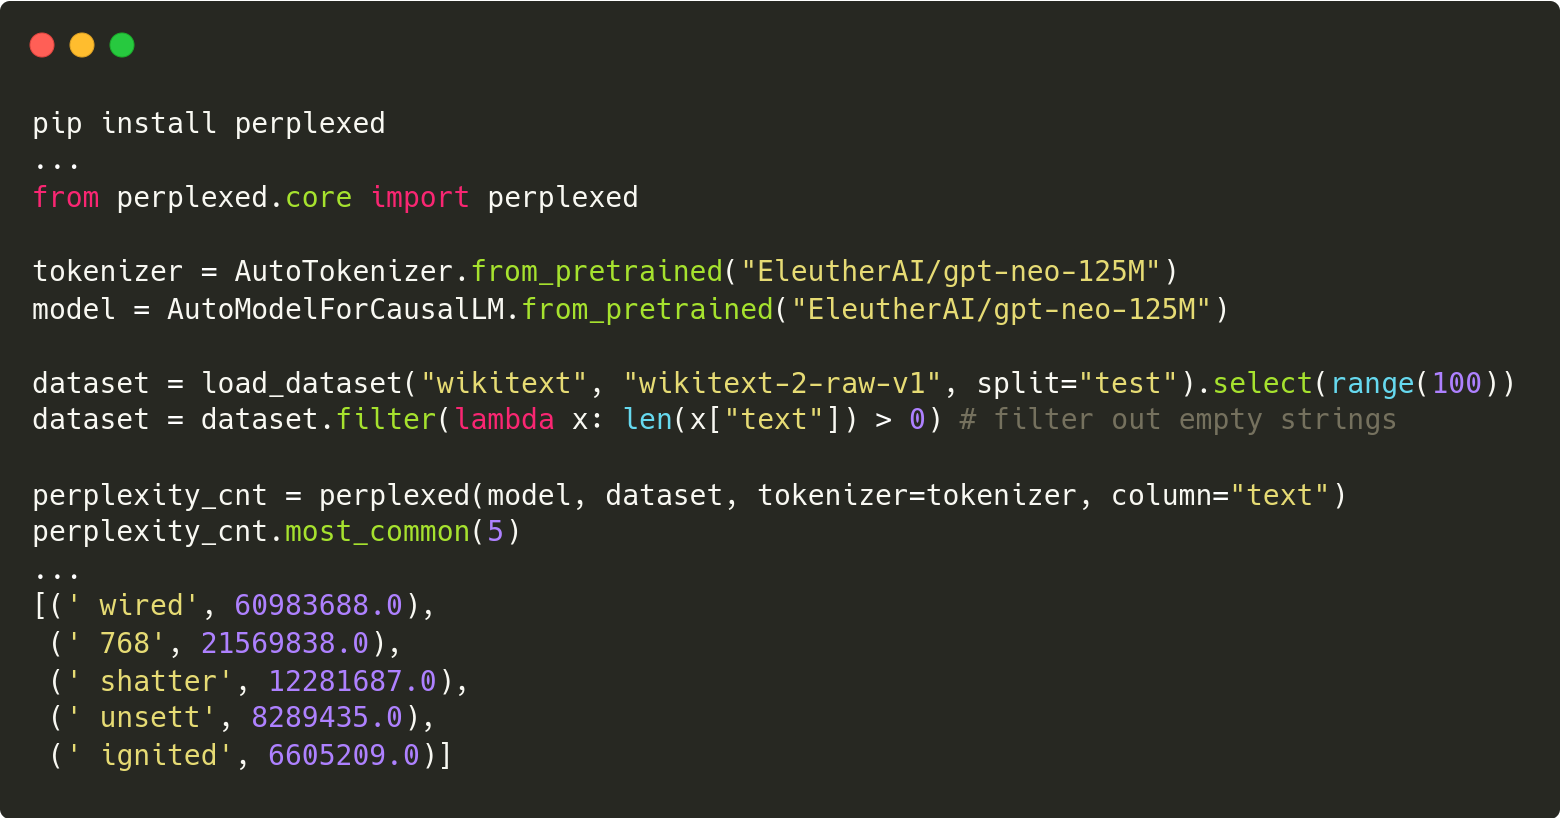 pip install perplexed
...
from perplexed.core import perplexed
tokenizer = AutoTokenizer.from_pretrained("EleutherAI/gpt-neo-125M")
model = AutoModelForCausalLM.from_pretrained("EleutherAI/gpt-neo-125M")
dataset = load_dataset("wikitext", "wikitext-2-raw-v1", split="test").select(range(100))
dataset = dataset.filter(lambda x: len(x["text"]) > 0) # filter out empty strings
perplexity_cnt = perplexed(model, dataset, tokenizer=tokenizer, column="text")
perplexity_cnt.most_common(5)
...
[(' wired', 60983688.0),
 (' 768', 21569838.0),
 (' shatter', 12281687.0),
 (' unsett', 8289435.0),
 (' ignited', 6605209.0)]